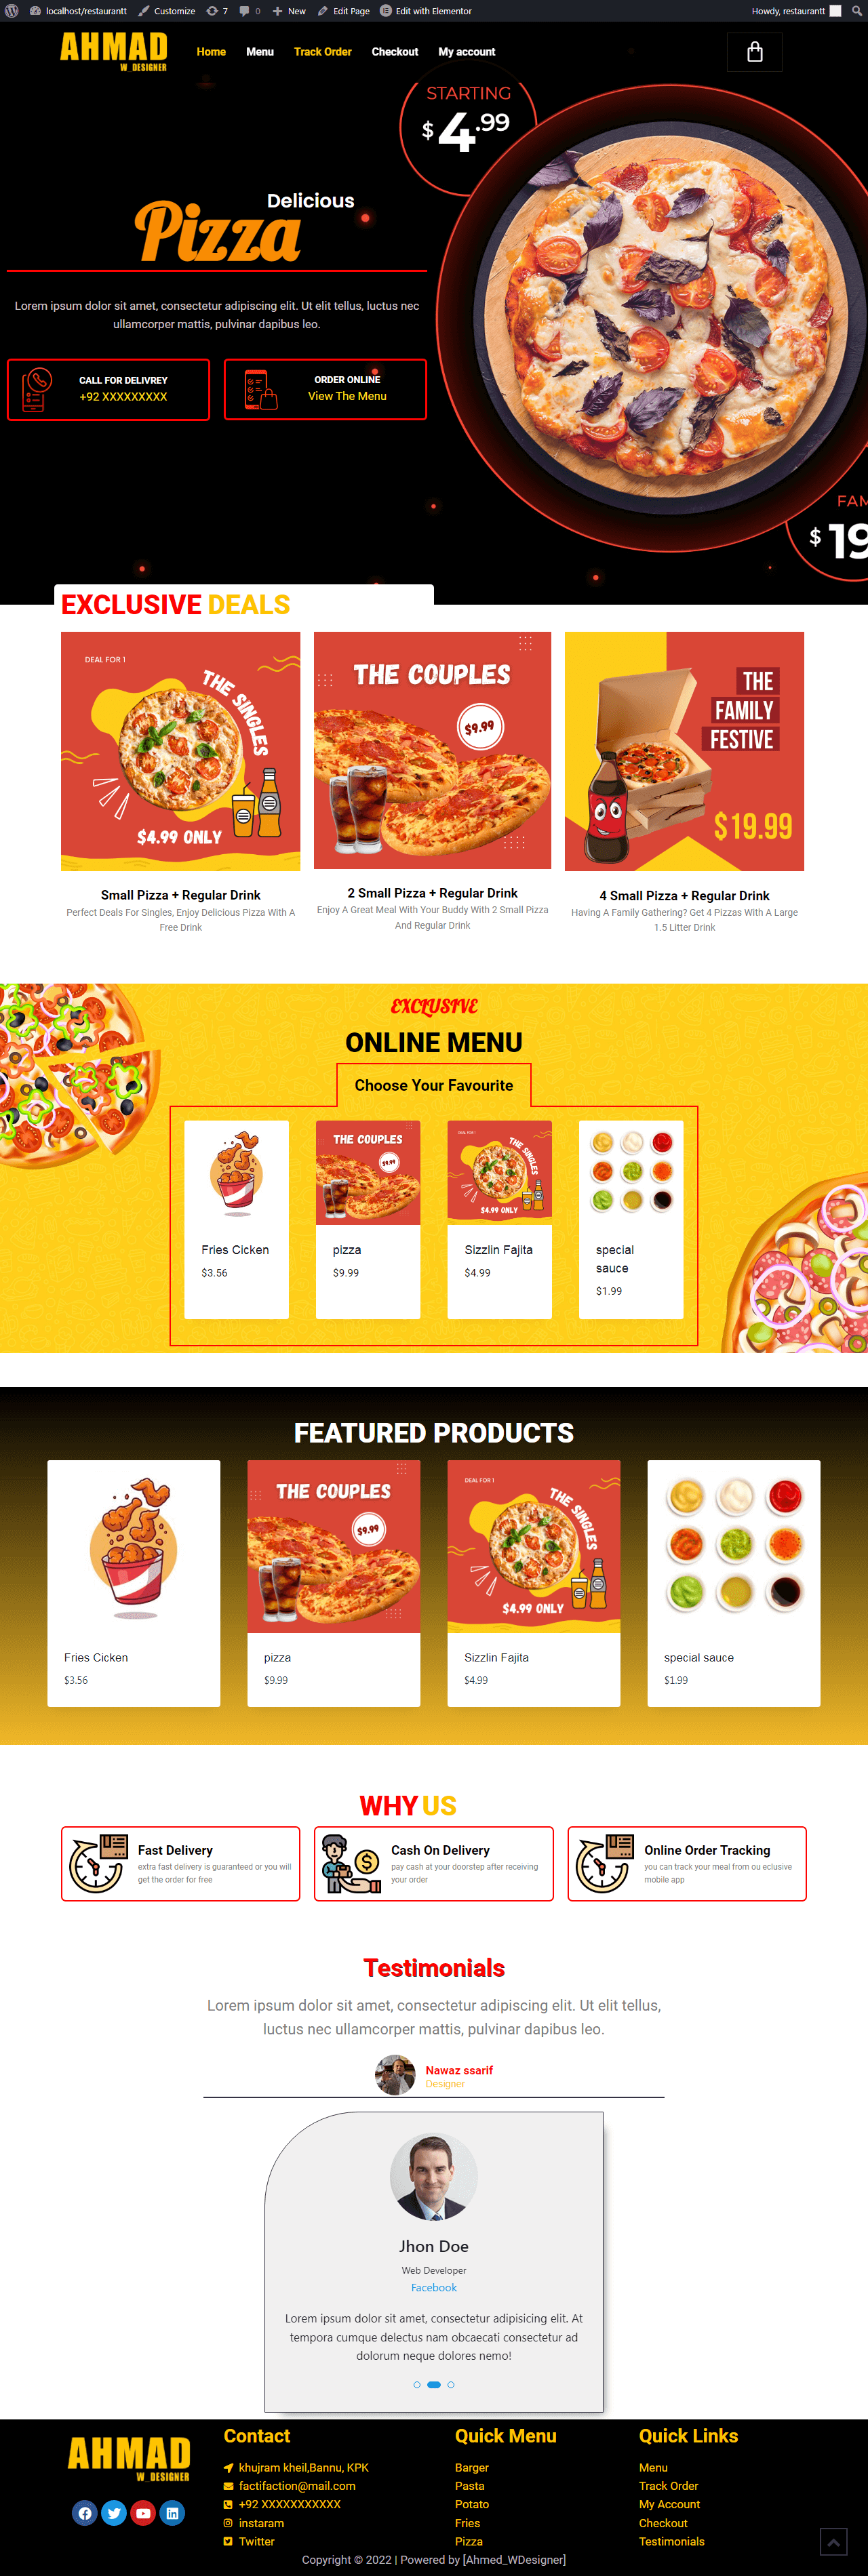 localhost/restaurantt Customize 7 0 New Edit Page Edit with Elementor Howdy, restaurantt
AHMAD
W_DESIGNER
Home Menu Track Order Checkout My account
STARTING
$4.99
Delicious
Pizza
Lorem ipsum dolor sit amet, consectetur adipiscing elit. Ut elit tellus, luctus nec
ullamcorper mattis, pulvinar dapibus leo.
CALL FOR DELIVREY
+92 XXXXXXXXX
ORDER ONLINE
View The Menu
FAM
$19
EXCLUSIVE DEALS
DEAL FOR 1
THE SINGLES
$4.99 ONLY
THE COUPLES
$9.99
THE
FAMILY
FESTIVE
$19.99
Small Pizza + Regular Drink
Perfect Deals For Singles, Enjoy Delicious Pizza With A
Free Drink
2 Small Pizza + Regular Drink
Enjoy A Great Meal With Your Buddy With 2 Small Pizza
And Regular Drink
4 Small Pizza + Regular Drink
Having A Family Gathering? Get 4 Pizzas With A Large
1.5 Litter Drink
EXCLUSIVE
ONLINE MENU
Choose Your Favourite
THE COUPLES
$9.99
DEAL FOR 1
THE SINGLES
$4.99 ONLY
Fries Cicken
$3.56
pizza
$9.99
Sizzlin Fajita
$4.99
special
sauce
$1.99
FEATURED PRODUCTS
THE COUPLES
$9.99
DEAL FOR 1
THE SINGLES
$4.99 ONLY
Fries Cicken
$3.56
pizza
$9.99
Sizzlin Fajita
$4.99
special sauce
$1.99
WHY US
Fast Delivery
extra fast delivery is guaranteed or you will
get the order for free
Cash On Delivery
pay cash at your doorstep after receiving
your order
Online Order Tracking
you can track your meal from ou eclusive
mobile app
Testimonials
Lorem ipsum dolor sit amet, consectetur adipiscing elit. Ut elit tellus,
luctus nec ullamcorper mattis, pulvinar dapibus leo.
Nawaz ssarif
Designer
Jhon Doe
Web Developer
Facebook
Lorem ipsum dolor sit amet, consectetur adipisicing elit. At
tempora cumque delectus nam obcaecati consectetur ad
dolorum neque dolores nemo!
AHMAD
W_DESIGNER
Contact
khujram kheil,Bannu, KPK
factifaction@mail.com
+92 XXXXXXXXXXX
instaram
Twitter
Quick Menu
Barger
Pasta
Potato
Fries
Pizza
Quick Links
Menu
Track Order
My Account
Checkout
Testimonials
Copyright © 2022 | Powered by [Ahmed_WDesigner]